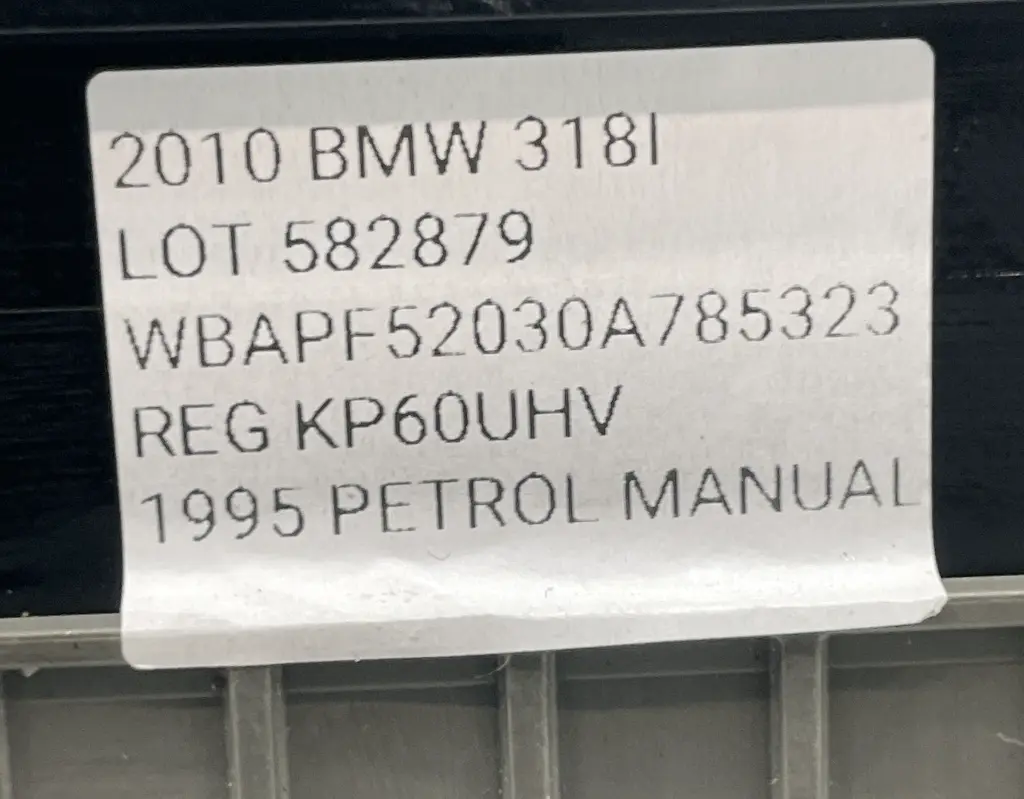 2010 BMW 318I
LOT 582879
WBAPF52030A785323
REG KP60UHV
1995 PETROL MANUAL